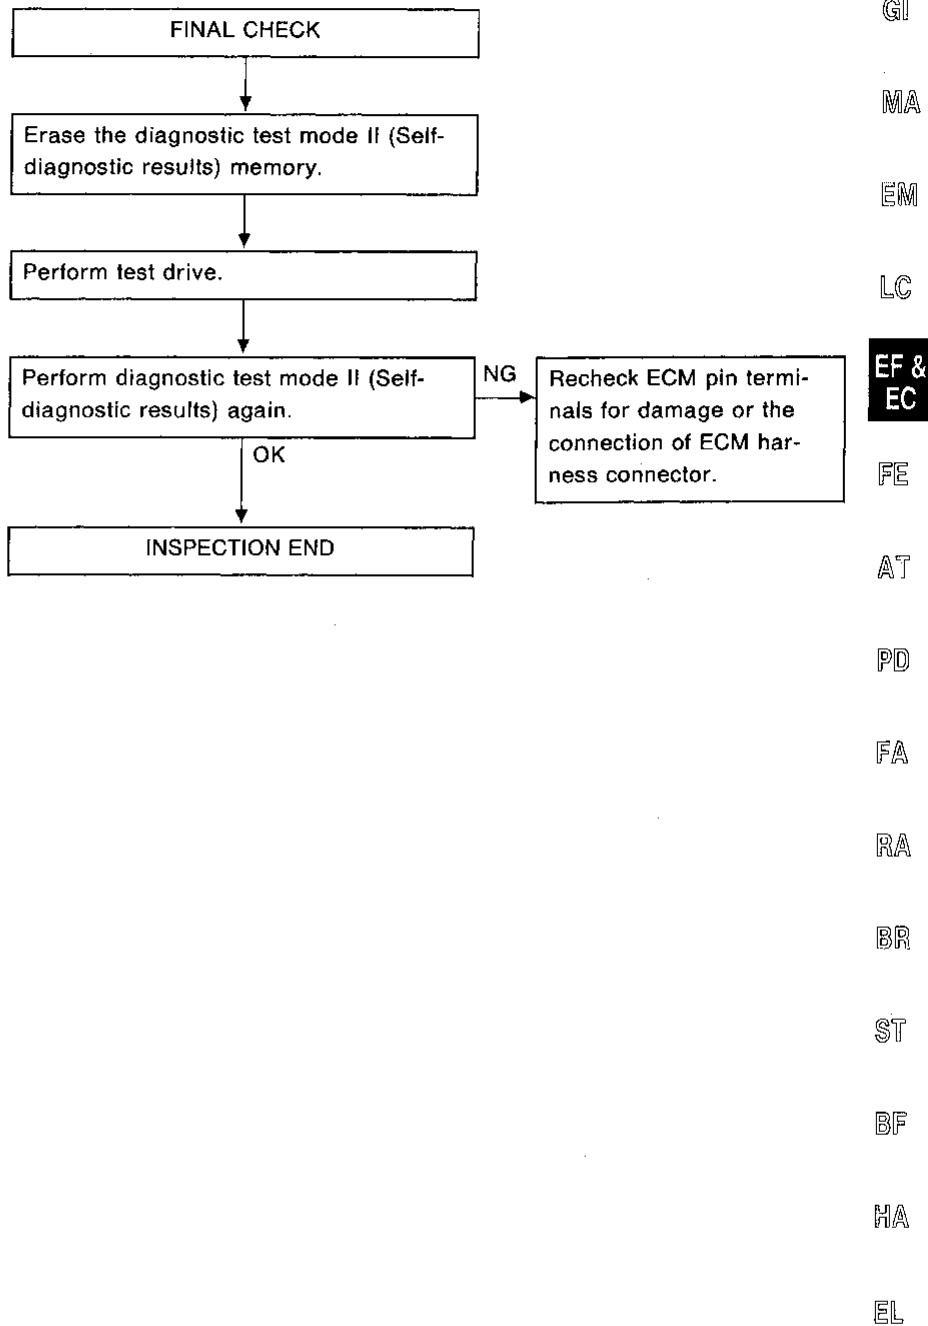 FINAL CHECK
Erase the diagnostic test mode II (Self-
diagnostic results) memory.
Perform test drive.
Perform diagnostic test mode II (Self-
diagnostic results) again.
NG
Recheck ECM pin termi-
nals for damage or the
connection of ECM har-
ness connector.
OK
INSPECTION END
GI
MA
EM
LC
EF &
EC
FE
AT
PD
FA
RA
BR
ST
BF
HA
EL